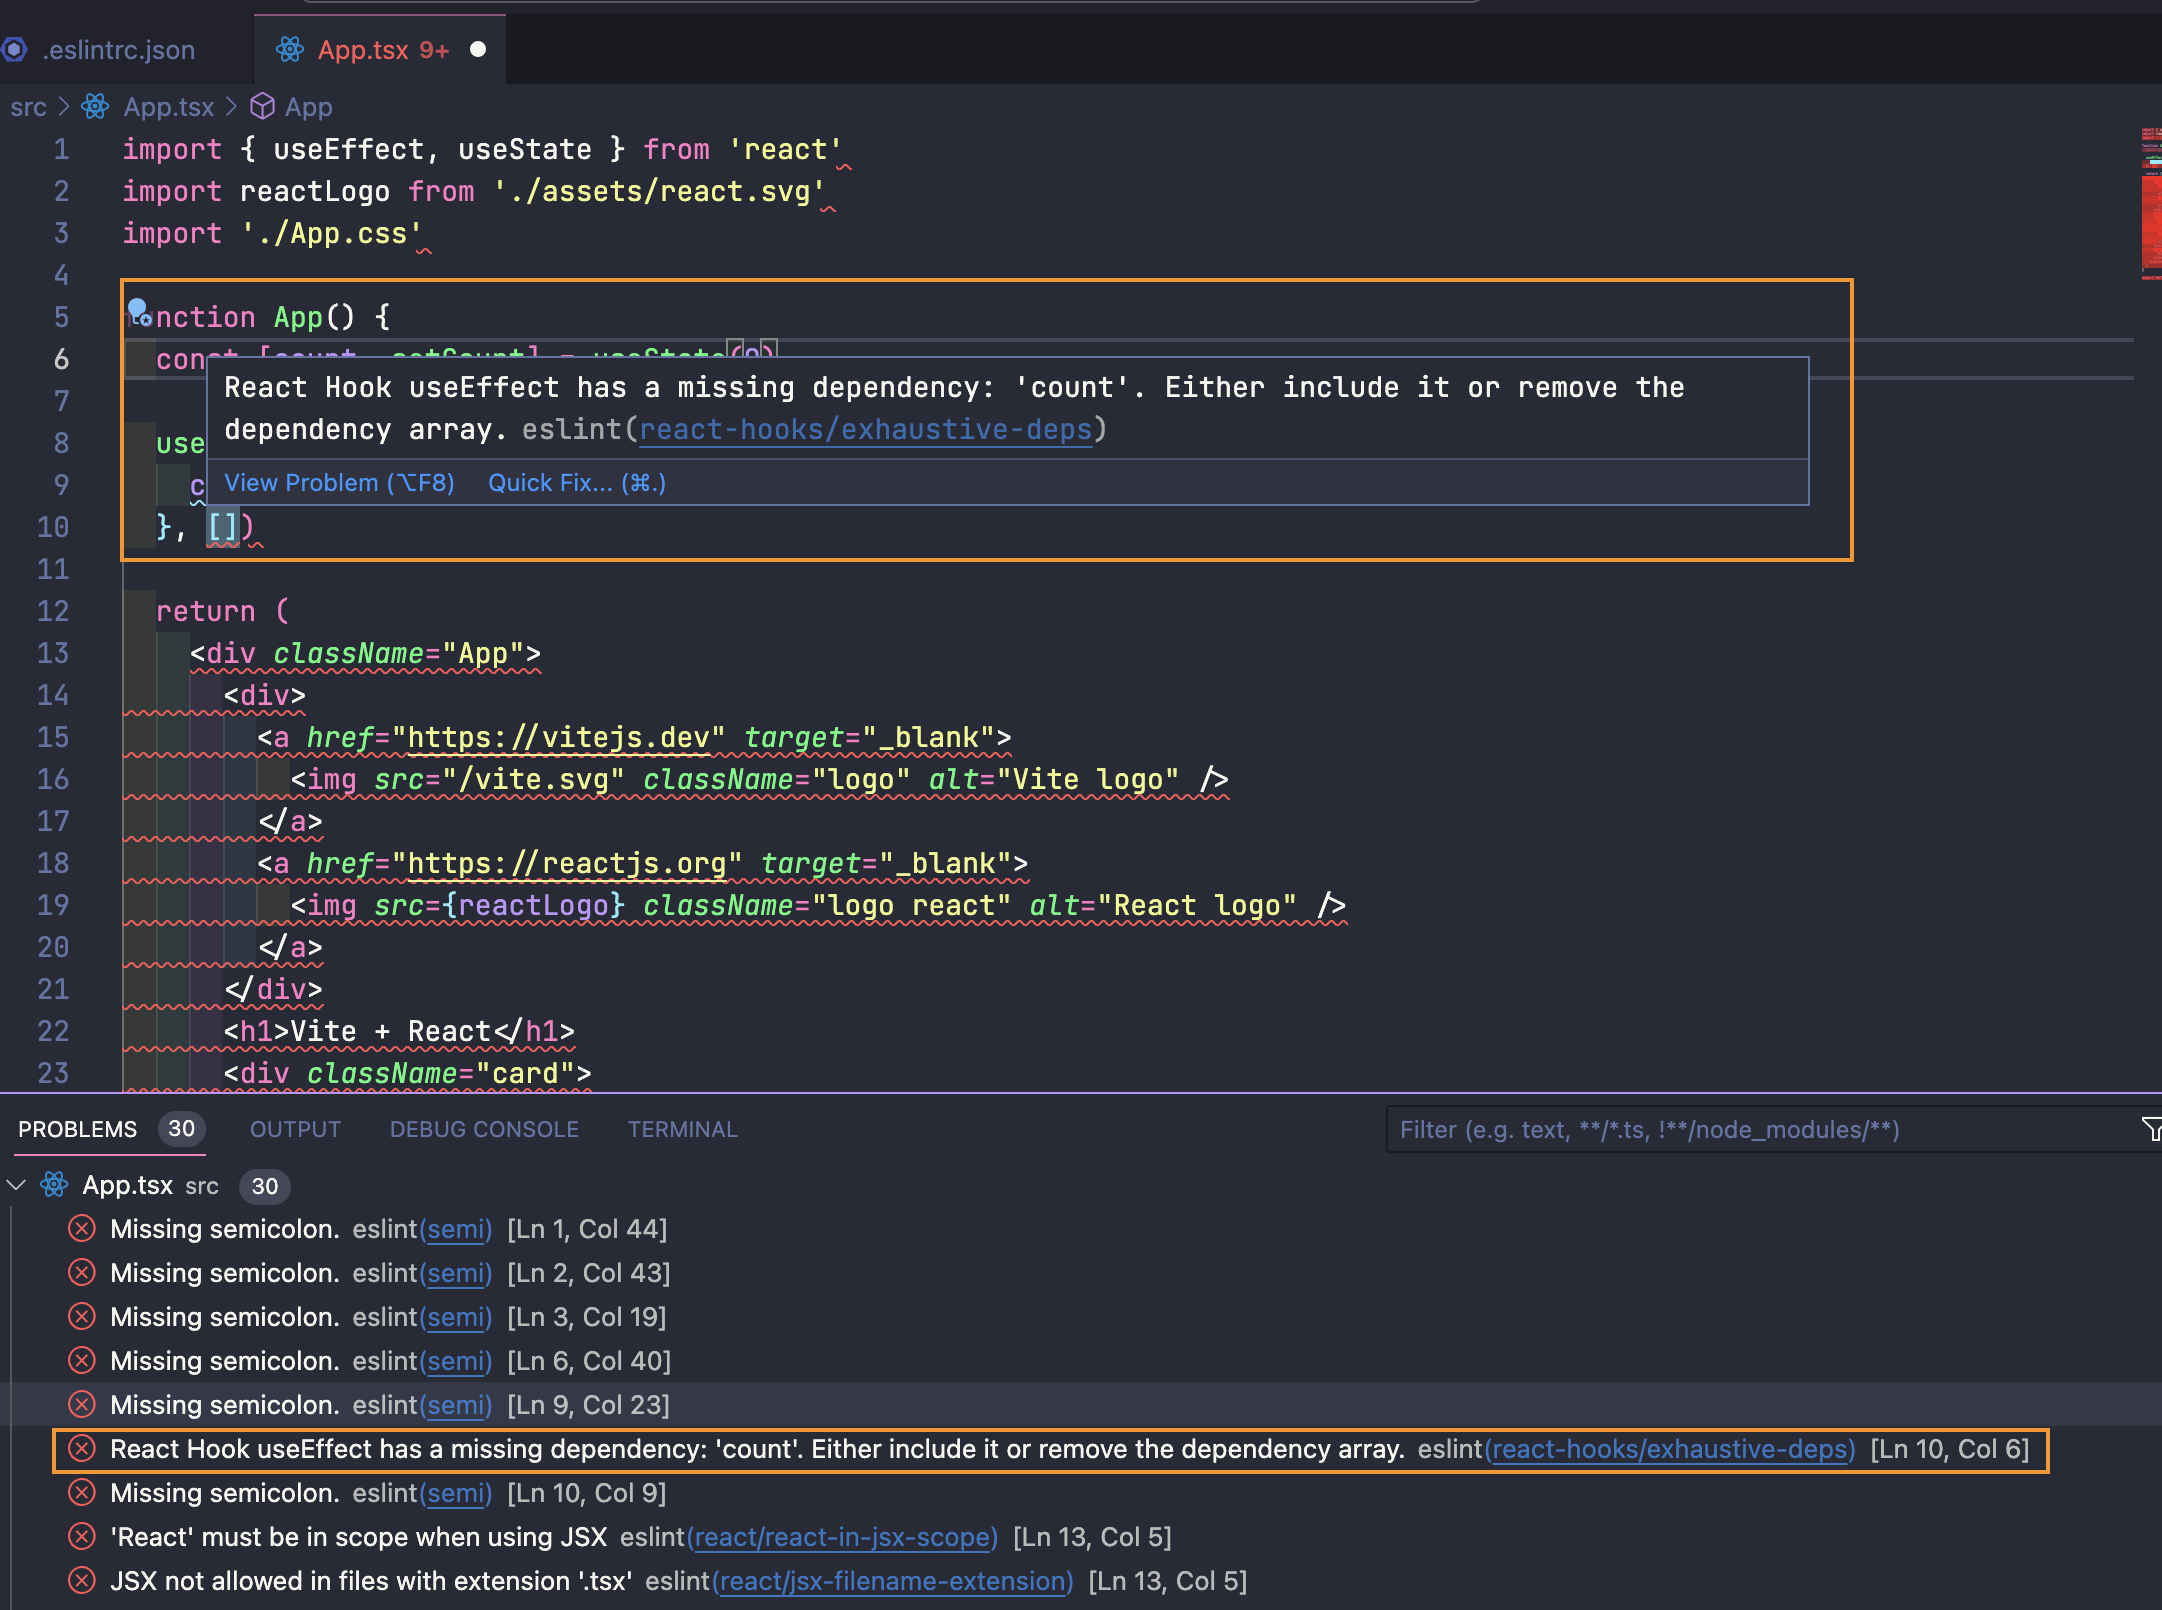 .eslintrc.json
App.tsx 9+
src > App.tsx > App
1 import { useEffect, useState } from 'react'
2 import reactLogo from './assets/react.svg'
3 import './App.css'
4
5 nction App() {
6 const [count, setCount] = useState(0)
React Hook useEffect has a missing dependency: 'count'. Either include it or remove the
7
dependency array. eslint(react-hooks/exhaustive-deps)
8 use
9 c
View Problem (⌥F8) Quick Fix... (⌘.)
10 }, [])
11
12 return (
13 <div className="App">
14 <div>
15 <a href="https://vitejs.dev" target="_blank">
16 <img src="/vite.svg" className="logo" alt="Vite logo" />
17 </a>
18 <a href="https://reactjs.org" target="_blank">
19 <img src={reactLogo} className="logo react" alt="React logo" />
20 </a>
21 </div>
22 <h1>Vite + React</h1>
23 <div className="card">
PROBLEMS 30 OUTPUT DEBUG CONSOLE TERMINAL Filter (e.g. text, **/*.ts, !**/node_modules/**)
App.tsx src 30
Missing semicolon. eslint(semi) [Ln 1, Col 44]
Missing semicolon. eslint(semi) [Ln 2, Col 43]
Missing semicolon. eslint(semi) [Ln 3, Col 19]
Missing semicolon. eslint(semi) [Ln 6, Col 40]
Missing semicolon. eslint(semi) [Ln 9, Col 23]
React Hook useEffect has a missing dependency: 'count'. Either include it or remove the dependency array. eslint(react-hooks/exhaustive-deps) [Ln 10, Col 6]
Missing semicolon. eslint(semi) [Ln 10, Col 9]
'React' must be in scope when using JSX eslint(react/react-in-jsx-scope) [Ln 13, Col 5]
JSX not allowed in files with extension '.tsx' eslint(react/jsx-filename-extension) [Ln 13, Col 5]